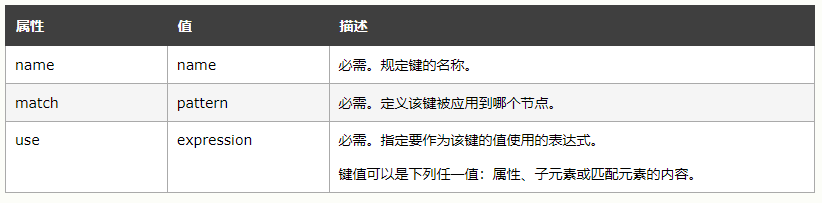 属性 值 描述
name name 必需。规定键的名称。
match pattern 必需。定义该键被应用到哪个节点。
use expression 必需。指定要作为该键的值使用的表达式。
键值可以是下列任一值：属性、子元素或匹配元素的内容。